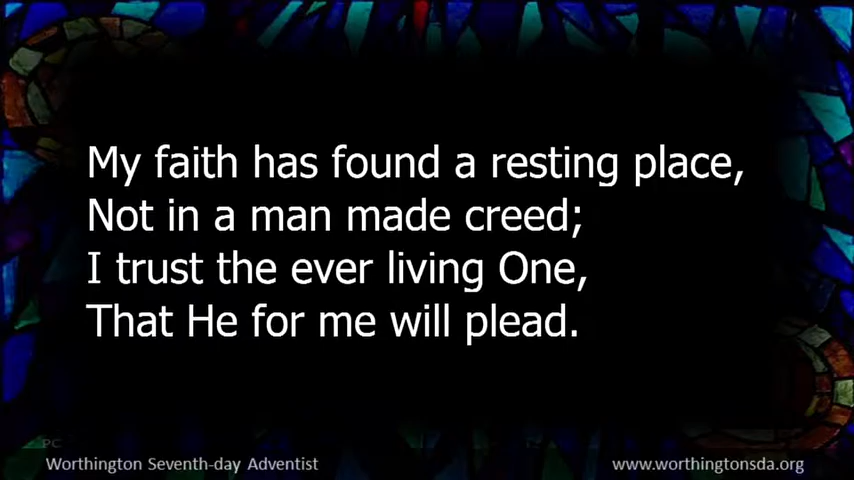 My faith has found a resting place,
Not in a man made creed;
I trust the ever living One,
That He for me will plead.
PC
Worthington Seventh-day Adventist
www.worthingtonsda.org